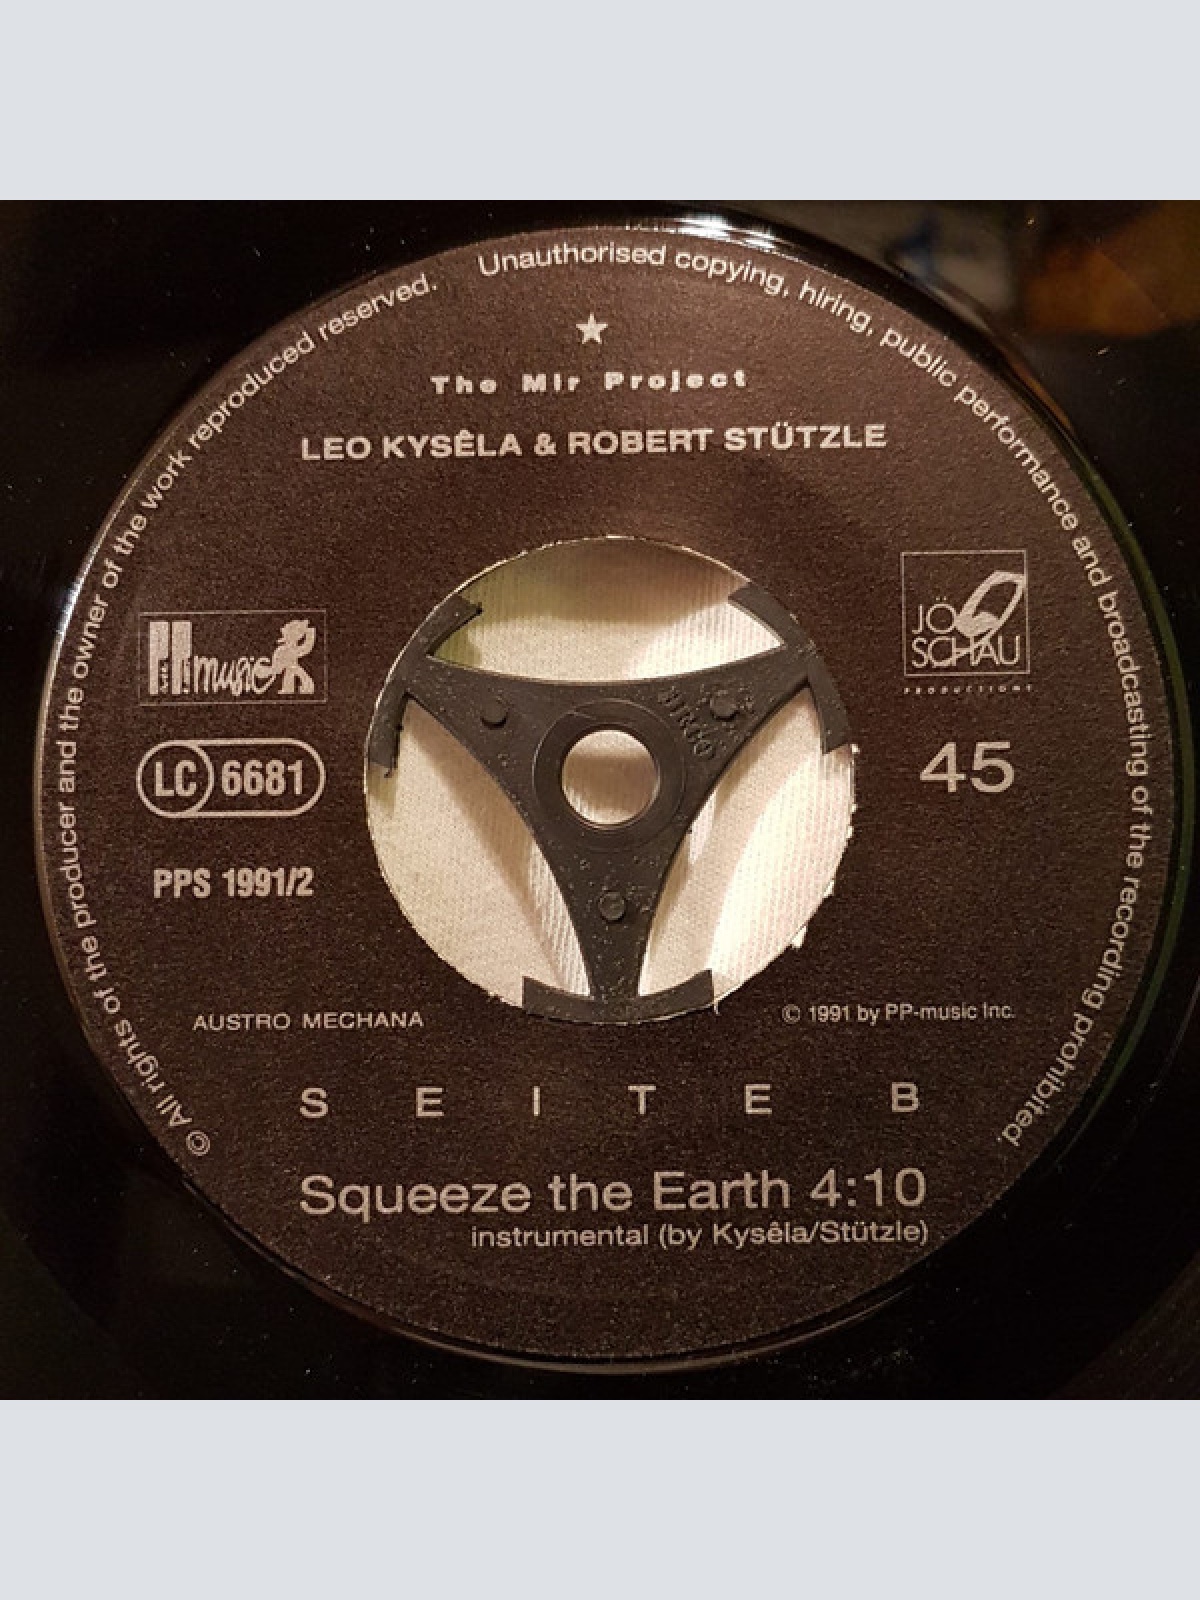 © All rights of the producer and the owner of the work reproduced reserved. Unauthorised copying, hiring, public performance and broadcasting of the recording prohibited.
★
The Mir Project
LEO KYSÊLA & ROBERT STÜTZLE
music
JÖ
SCHAU
PRODUCTIONS
LC 6681
45
PPS 1991/2
AUSTRO MECHANA
© 1991 by PP-music Inc.
SEITE B
Squeeze the Earth 4:10
instrumental (by Kysêla/Stützle)